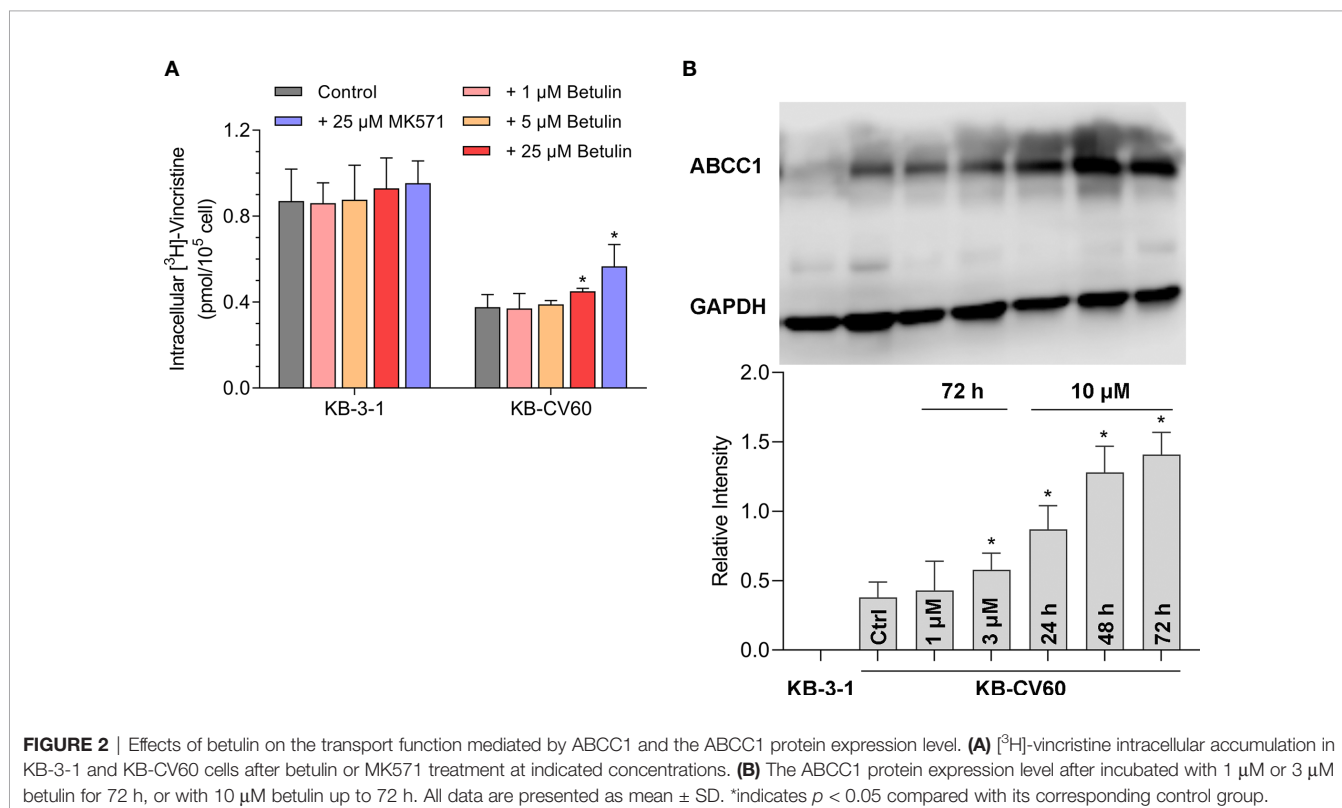 A
Control
+ 25 µM MK571
+ 1 µM Betulin
+ 5 µM Betulin
+ 25 µM Betulin
Intracellular [³H]-Vincristine
(pmol/10⁵ cell)
1.2
0.8
0.4
0.0
* *
KB-3-1 KB-CV60
B
ABCC1
GAPDH
Relative Intensity
2.0
1.5
1.0
0.5
0.0
72 h 10 µM
* * * *
Ctrl 1 µM 3 µM 24 h 48 h 72 h
KB-3-1 KB-CV60
FIGURE 2 | Effects of betulin on the transport function mediated by ABCC1 and the ABCC1 protein expression level. (A) [³H]-vincristine intracellular accumulation in
KB-3-1 and KB-CV60 cells after betulin or MK571 treatment at indicated concentrations. (B) The ABCC1 protein expression level after incubated with 1 µM or 3 µM
betulin for 72 h, or with 10 µM betulin up to 72 h. All data are presented as mean ± SD. *indicates p < 0.05 compared with its corresponding control group.